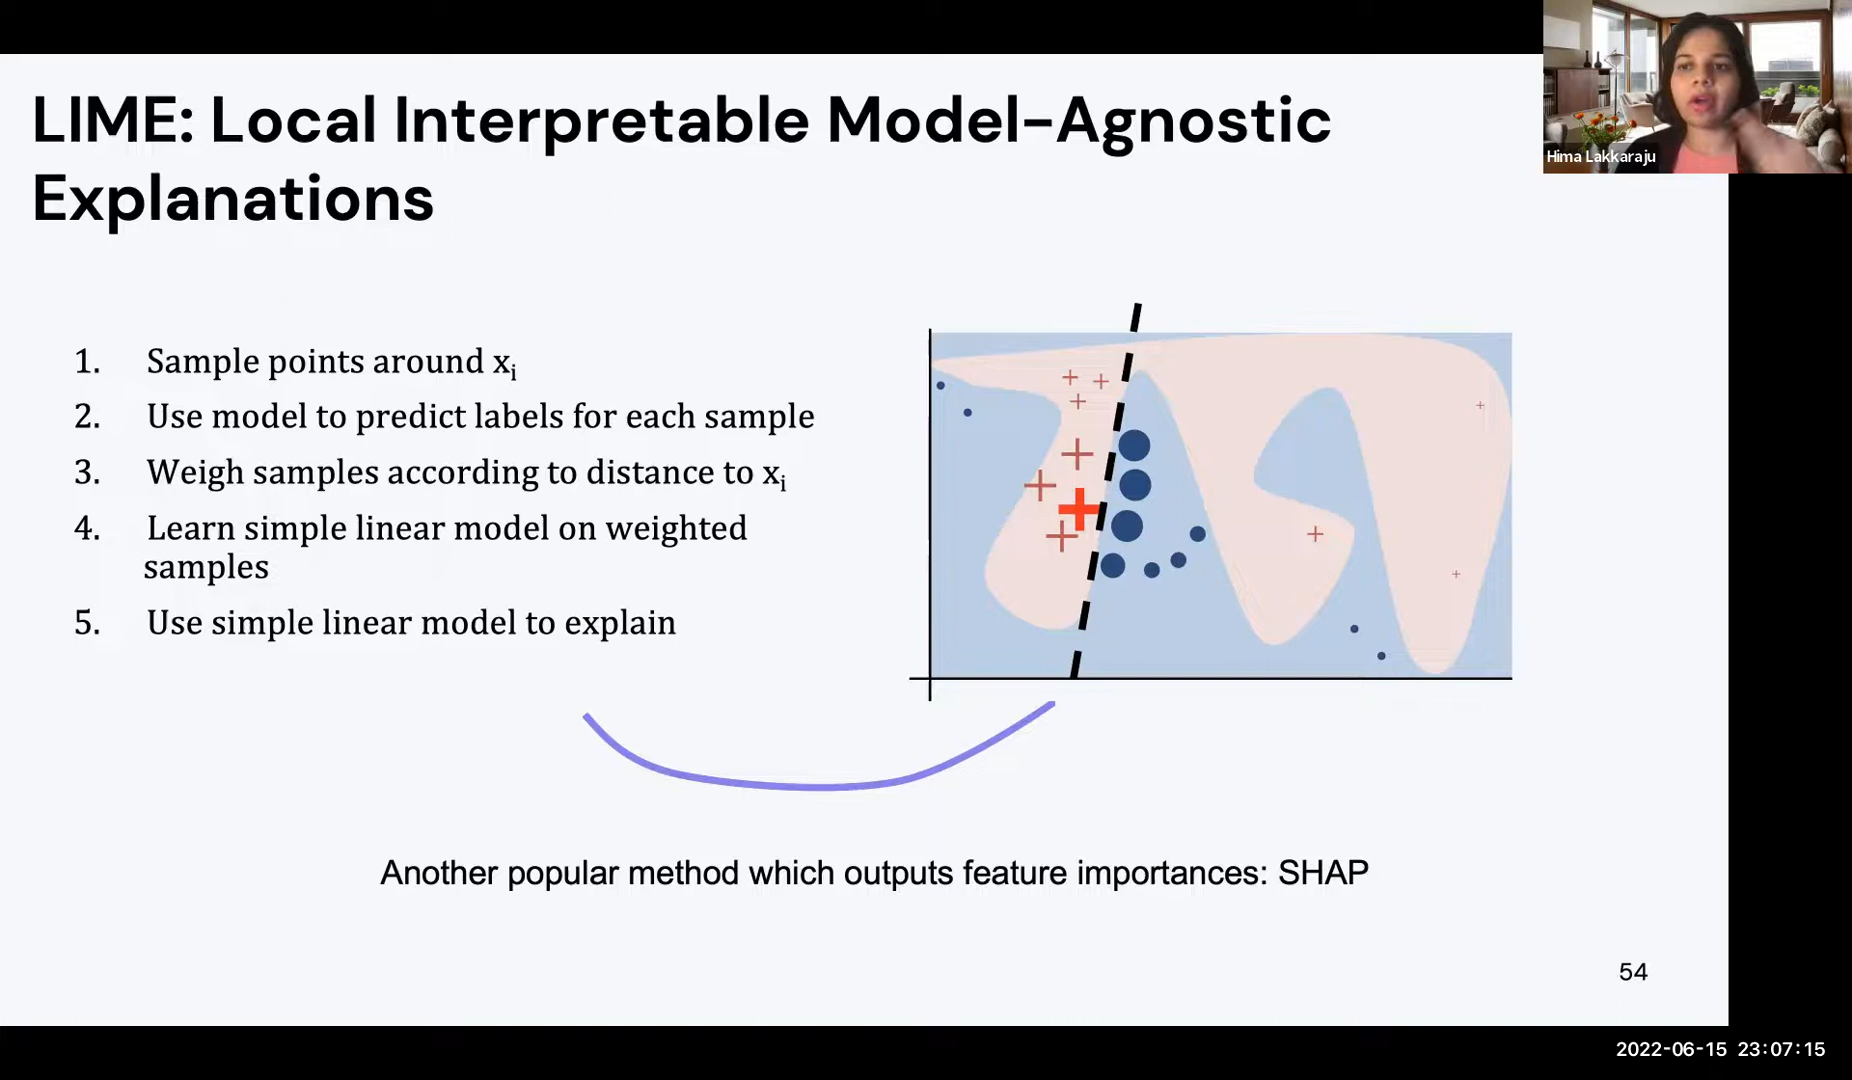 LIME: Local Interpretable Model-Agnostic
Explanations
Hima Lakkaraju
1. Sample points around xᵢ
2. Use model to predict labels for each sample
3. Weigh samples according to distance to xᵢ
4. Learn simple linear model on weighted
samples
5. Use simple linear model to explain
Another popular method which outputs feature importances: SHAP
54
2022-06-15 23:07:15